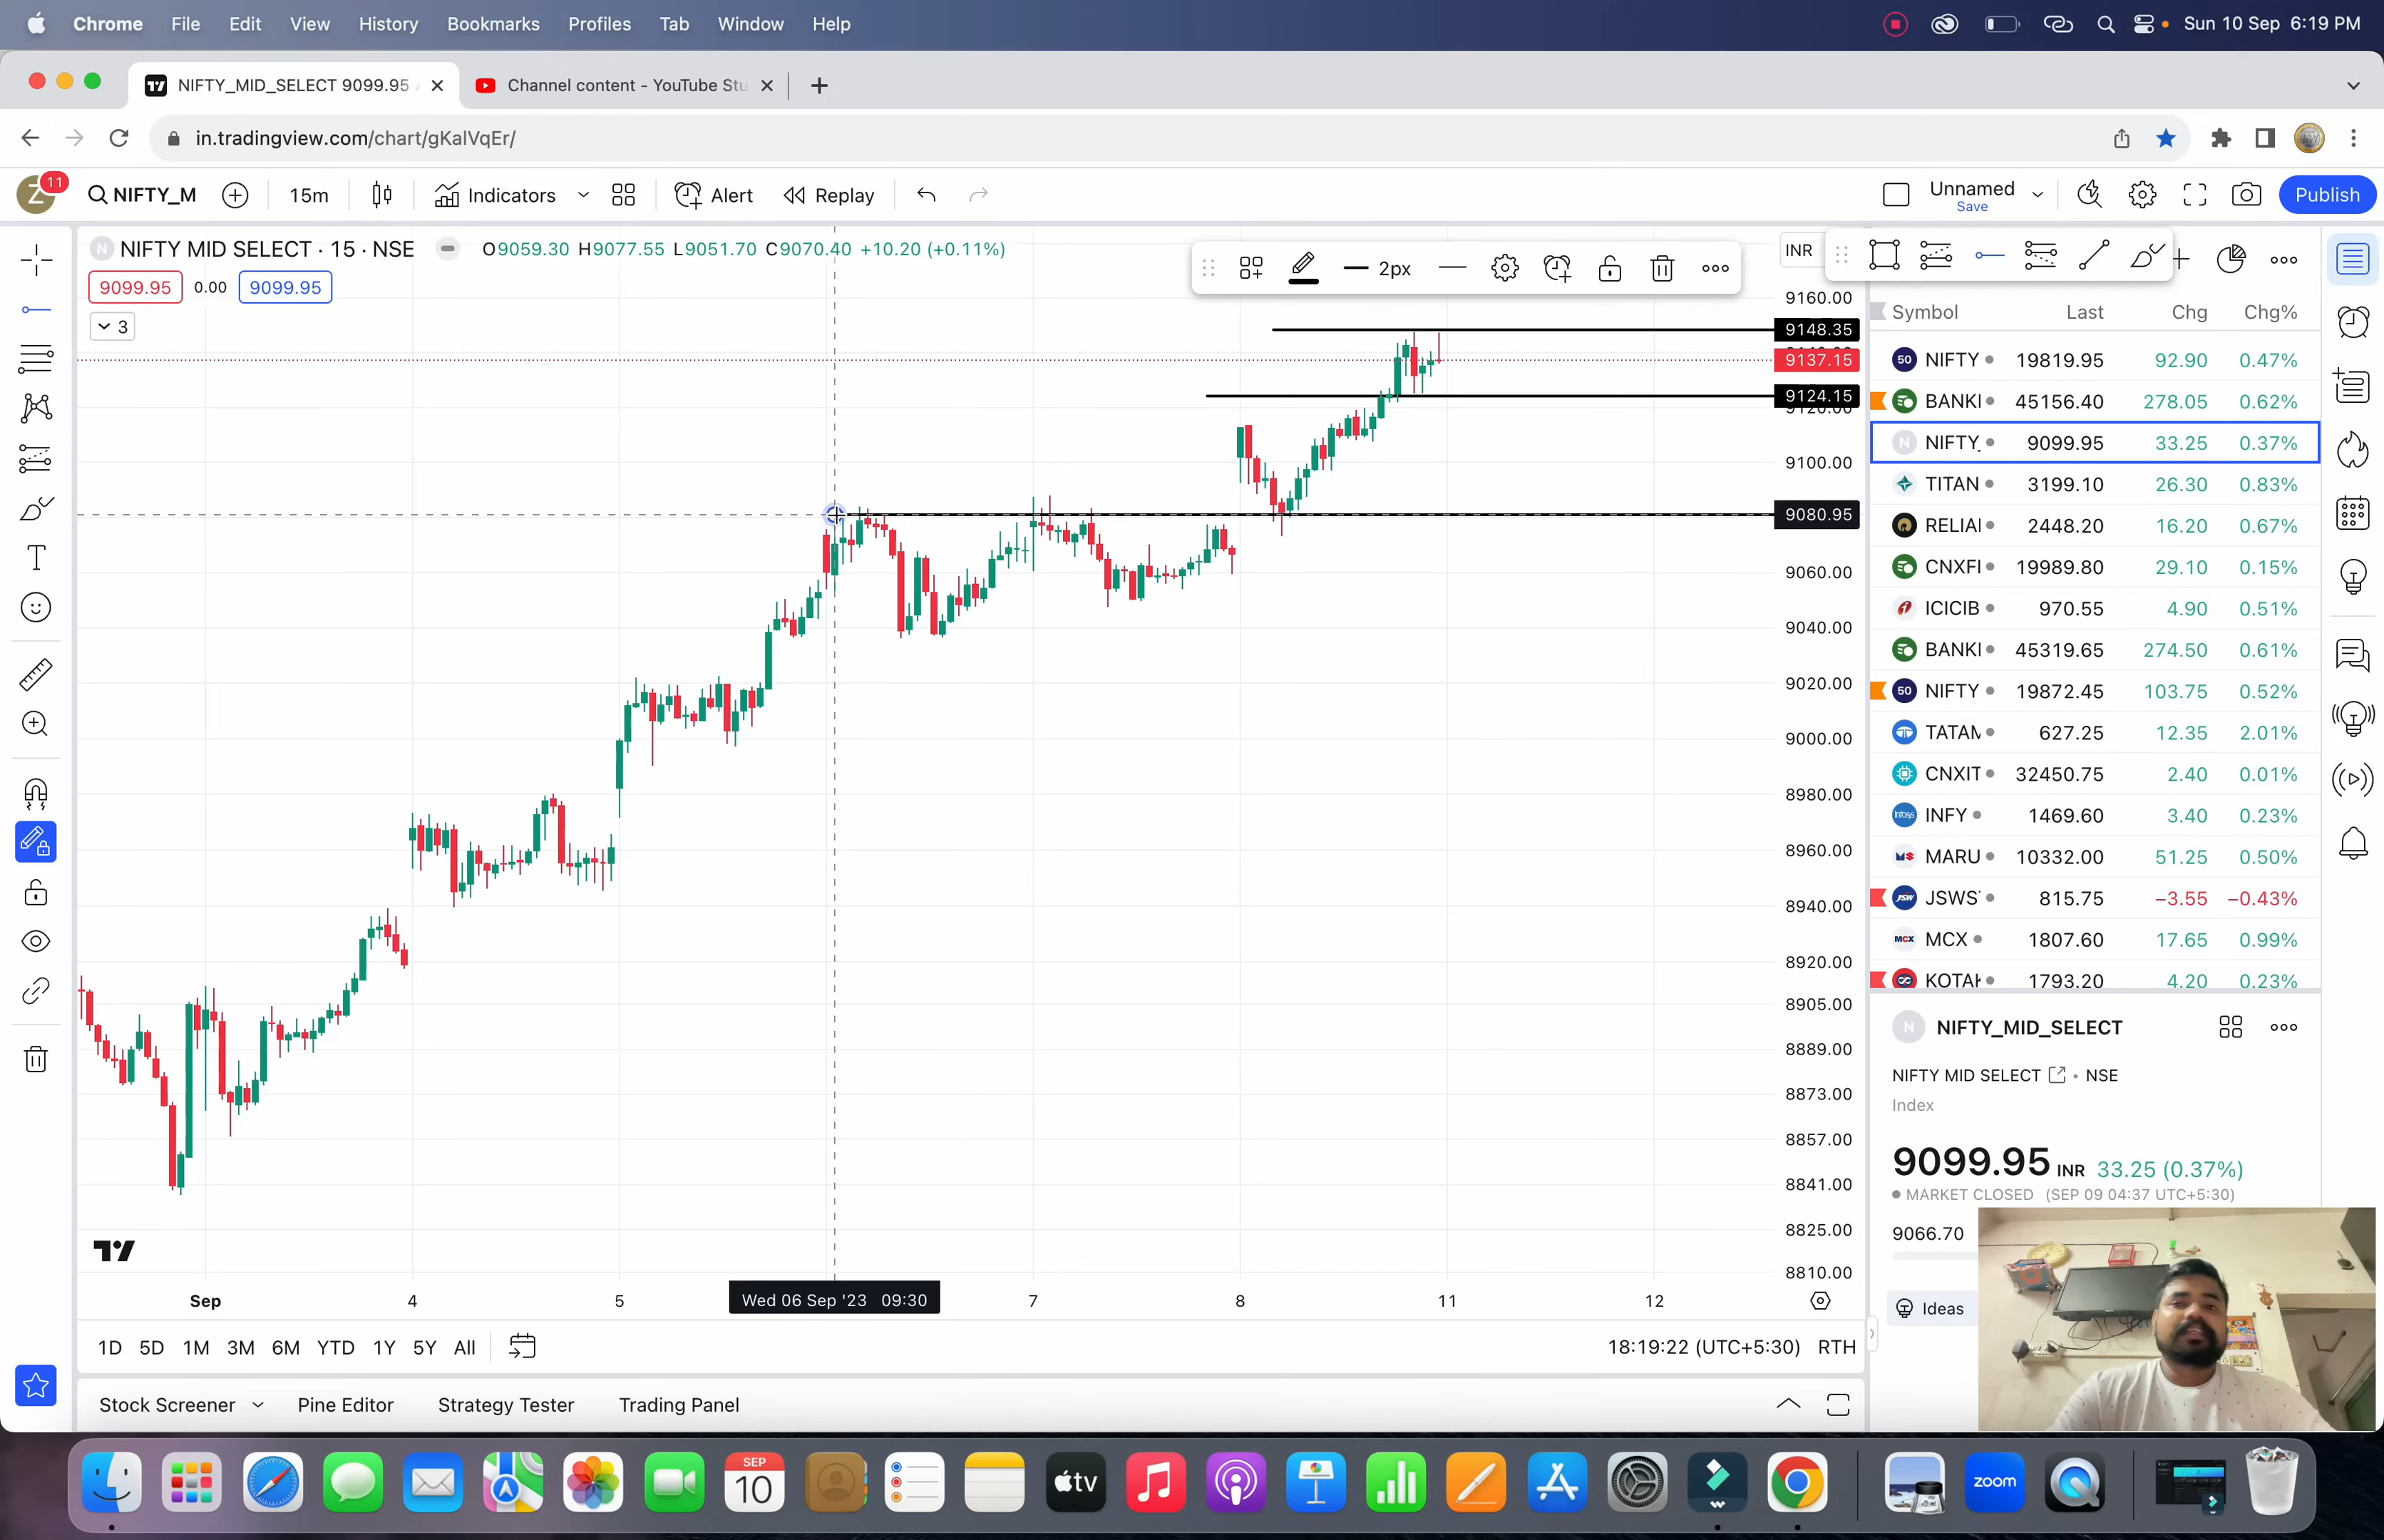 Chrome File Edit View History Bookmarks Profiles Tab Window Help Sun 10 Sep 6:19 PM
NIFTY_MID_SELECT 9099.95 Channel content - YouTube Stu
in.tradingview.com/chart/gKalVqEr/
Z 11 NIFTY_M 15m Indicators Alert Replay Unnamed Save Publish
N NIFTY MID SELECT · 15 · NSE O9059.30 H9077.55 L9051.70 C9070.40 +10.20 (+0.11%)
9099.95 0.00 9099.95
3
2px
INR
9160.00
9148.35
9137.15
9124.15
9120.00
9100.00
9080.95
9060.00
9040.00
9020.00
9000.00
8980.00
8960.00
8940.00
8920.00
8905.00
8889.00
8873.00
8857.00
8841.00
8825.00
8810.00
Sep 4 5 Wed 06 Sep '23 09:30 7 8 11 12
1D 5D 1M 3M 6M YTD 1Y 5Y All 18:19:22 (UTC+5:30) RTH
Stock Screener Pine Editor Strategy Tester Trading Panel
Symbol Last Chg Chg%
50 NIFTY 19819.95 92.90 0.47%
BANKI 45156.40 278.05 0.62%
N NIFTY_ 9099.95 33.25 0.37%
TITAN 3199.10 26.30 0.83%
RELIAI 2448.20 16.20 0.67%
CNXFI 19989.80 29.10 0.15%
ICICIB 970.55 4.90 0.51%
BANKI 45319.65 274.50 0.61%
50 NIFTY 19872.45 103.75 0.52%
TATAM 627.25 12.35 2.01%
CNXIT 32450.75 2.40 0.01%
Infosys INFY 1469.60 3.40 0.23%
MARU 10332.00 51.25 0.50%
JSW JSWS 815.75 −3.55 −0.43%
MCX MCX 1807.60 17.65 0.99%
KOTAK 1793.20 4.20 0.23%
N NIFTY_MID_SELECT
NIFTY MID SELECT • NSE
Index
9099.95 INR 33.25 (0.37%)
MARKET CLOSED (SEP 09 04:37 UTC+5:30)
9066.70
Ideas
SEP 10
tv
zoom